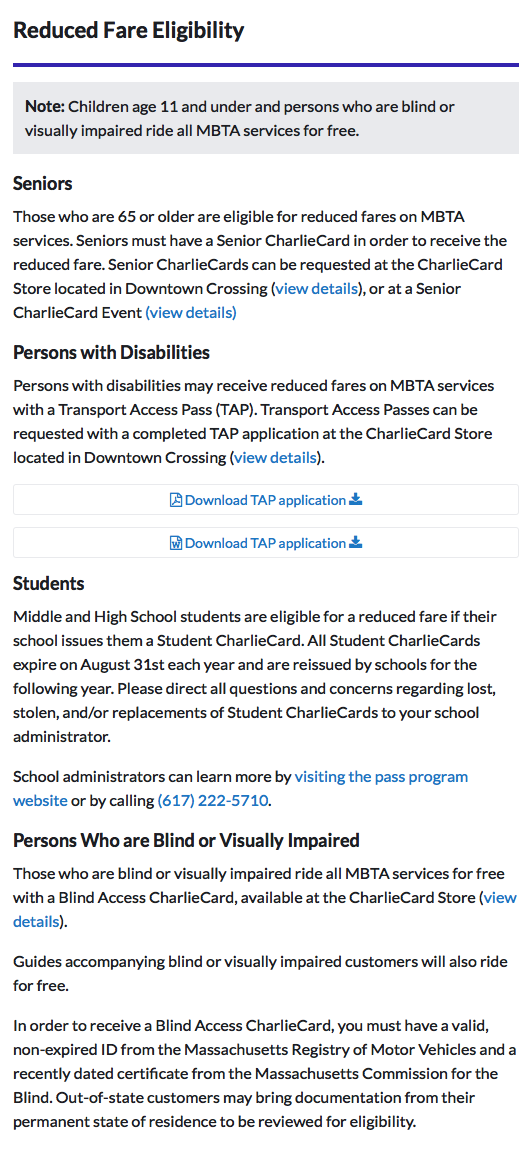 Reduced Fare Eligibility
Note: Children age 11 and under and persons who are blind or
visually impaired ride all MBTA services for free.
Seniors
Those who are 65 or older are eligible for reduced fares on MBTA
services. Seniors must have a Senior CharlieCard in order to receive the
reduced fare. Senior CharlieCards can be requested at the CharlieCard
Store located in Downtown Crossing (view details), or at a Senior
CharlieCard Event (view details)
Persons with Disabilities
Persons with disabilities may receive reduced fares on MBTA services
with a Transport Access Pass (TAP). Transport Access Passes can be
requested with a completed TAP application at the CharlieCard Store
located in Downtown Crossing (view details).
Download TAP application
Download TAP application
Students
Middle and High School students are eligible for a reduced fare if their
school issues them a Student CharlieCard. All Student CharlieCards
expire on August 31st each year and are reissued by schools for the
following year. Please direct all questions and concerns regarding lost,
stolen, and/or replacements of Student CharlieCards to your school
administrator.
School administrators can learn more by visiting the pass program
website or by calling (617) 222-5710.
Persons Who are Blind or Visually Impaired
Those who are blind or visually impaired ride all MBTA services for free
with a Blind Access CharlieCard, available at the CharlieCard Store (view
details).
Guides accompanying blind or visually impaired customers will also ride
for free.
In order to receive a Blind Access CharlieCard, you must have a valid,
non-expired ID from the Massachusetts Registry of Motor Vehicles and a
recently dated certificate from the Massachusetts Commission for the
Blind. Out-of-state customers may bring documentation from their
permanent state of residence to be reviewed for eligibility.